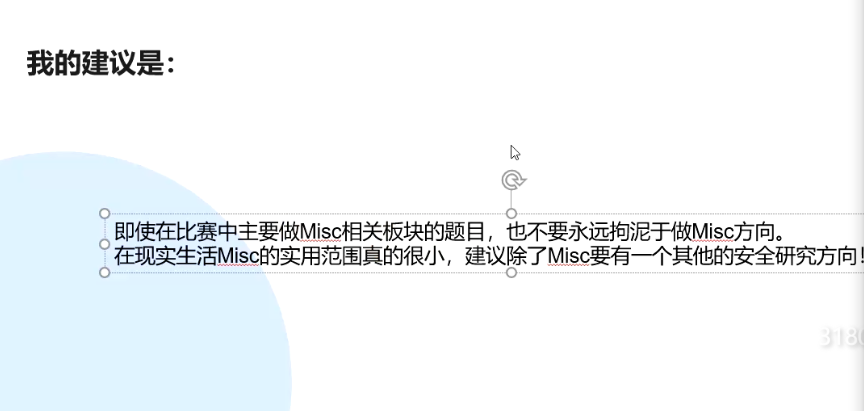 我的建议是：
即使在比赛中主要做Misc相关板块的题目，也不要永远拘泥于做Misc方向。
在现实生活Misc的实用范围真的很小，建议除了Misc要有一个其他的安全研究方向！